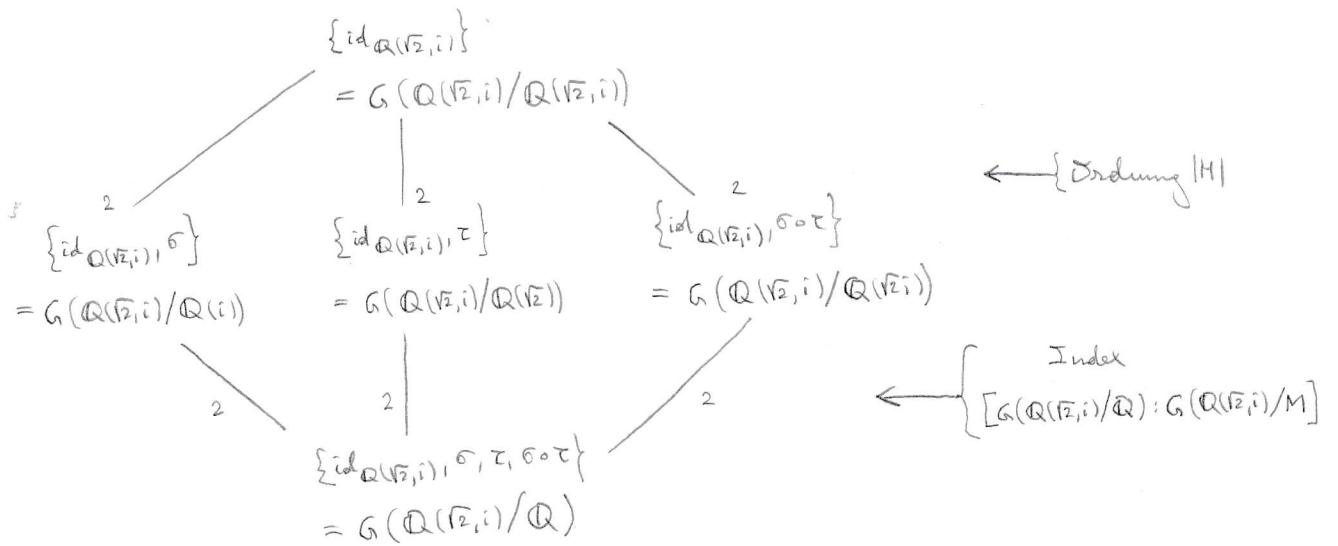 {id_Q(√2,i)}
= G(Q(√2,i)/Q(√2,i))
← {Ordnung |H|
2 2 2
{id_Q(√2,i), σ} {id_Q(√2,i), τ} {id_Q(√2,i), σ∘τ}
= G(Q(√2,i)/Q(i)) = G(Q(√2,i)/Q(√2)) = G(Q(√2,i)/Q(√2i))
2 2 2
← { Index
[G(Q(√2,i)/Q) : G(Q(√2,i)/M]
{id_Q(√2,i), σ, τ, σ∘τ}
= G(Q(√2,i)/Q)